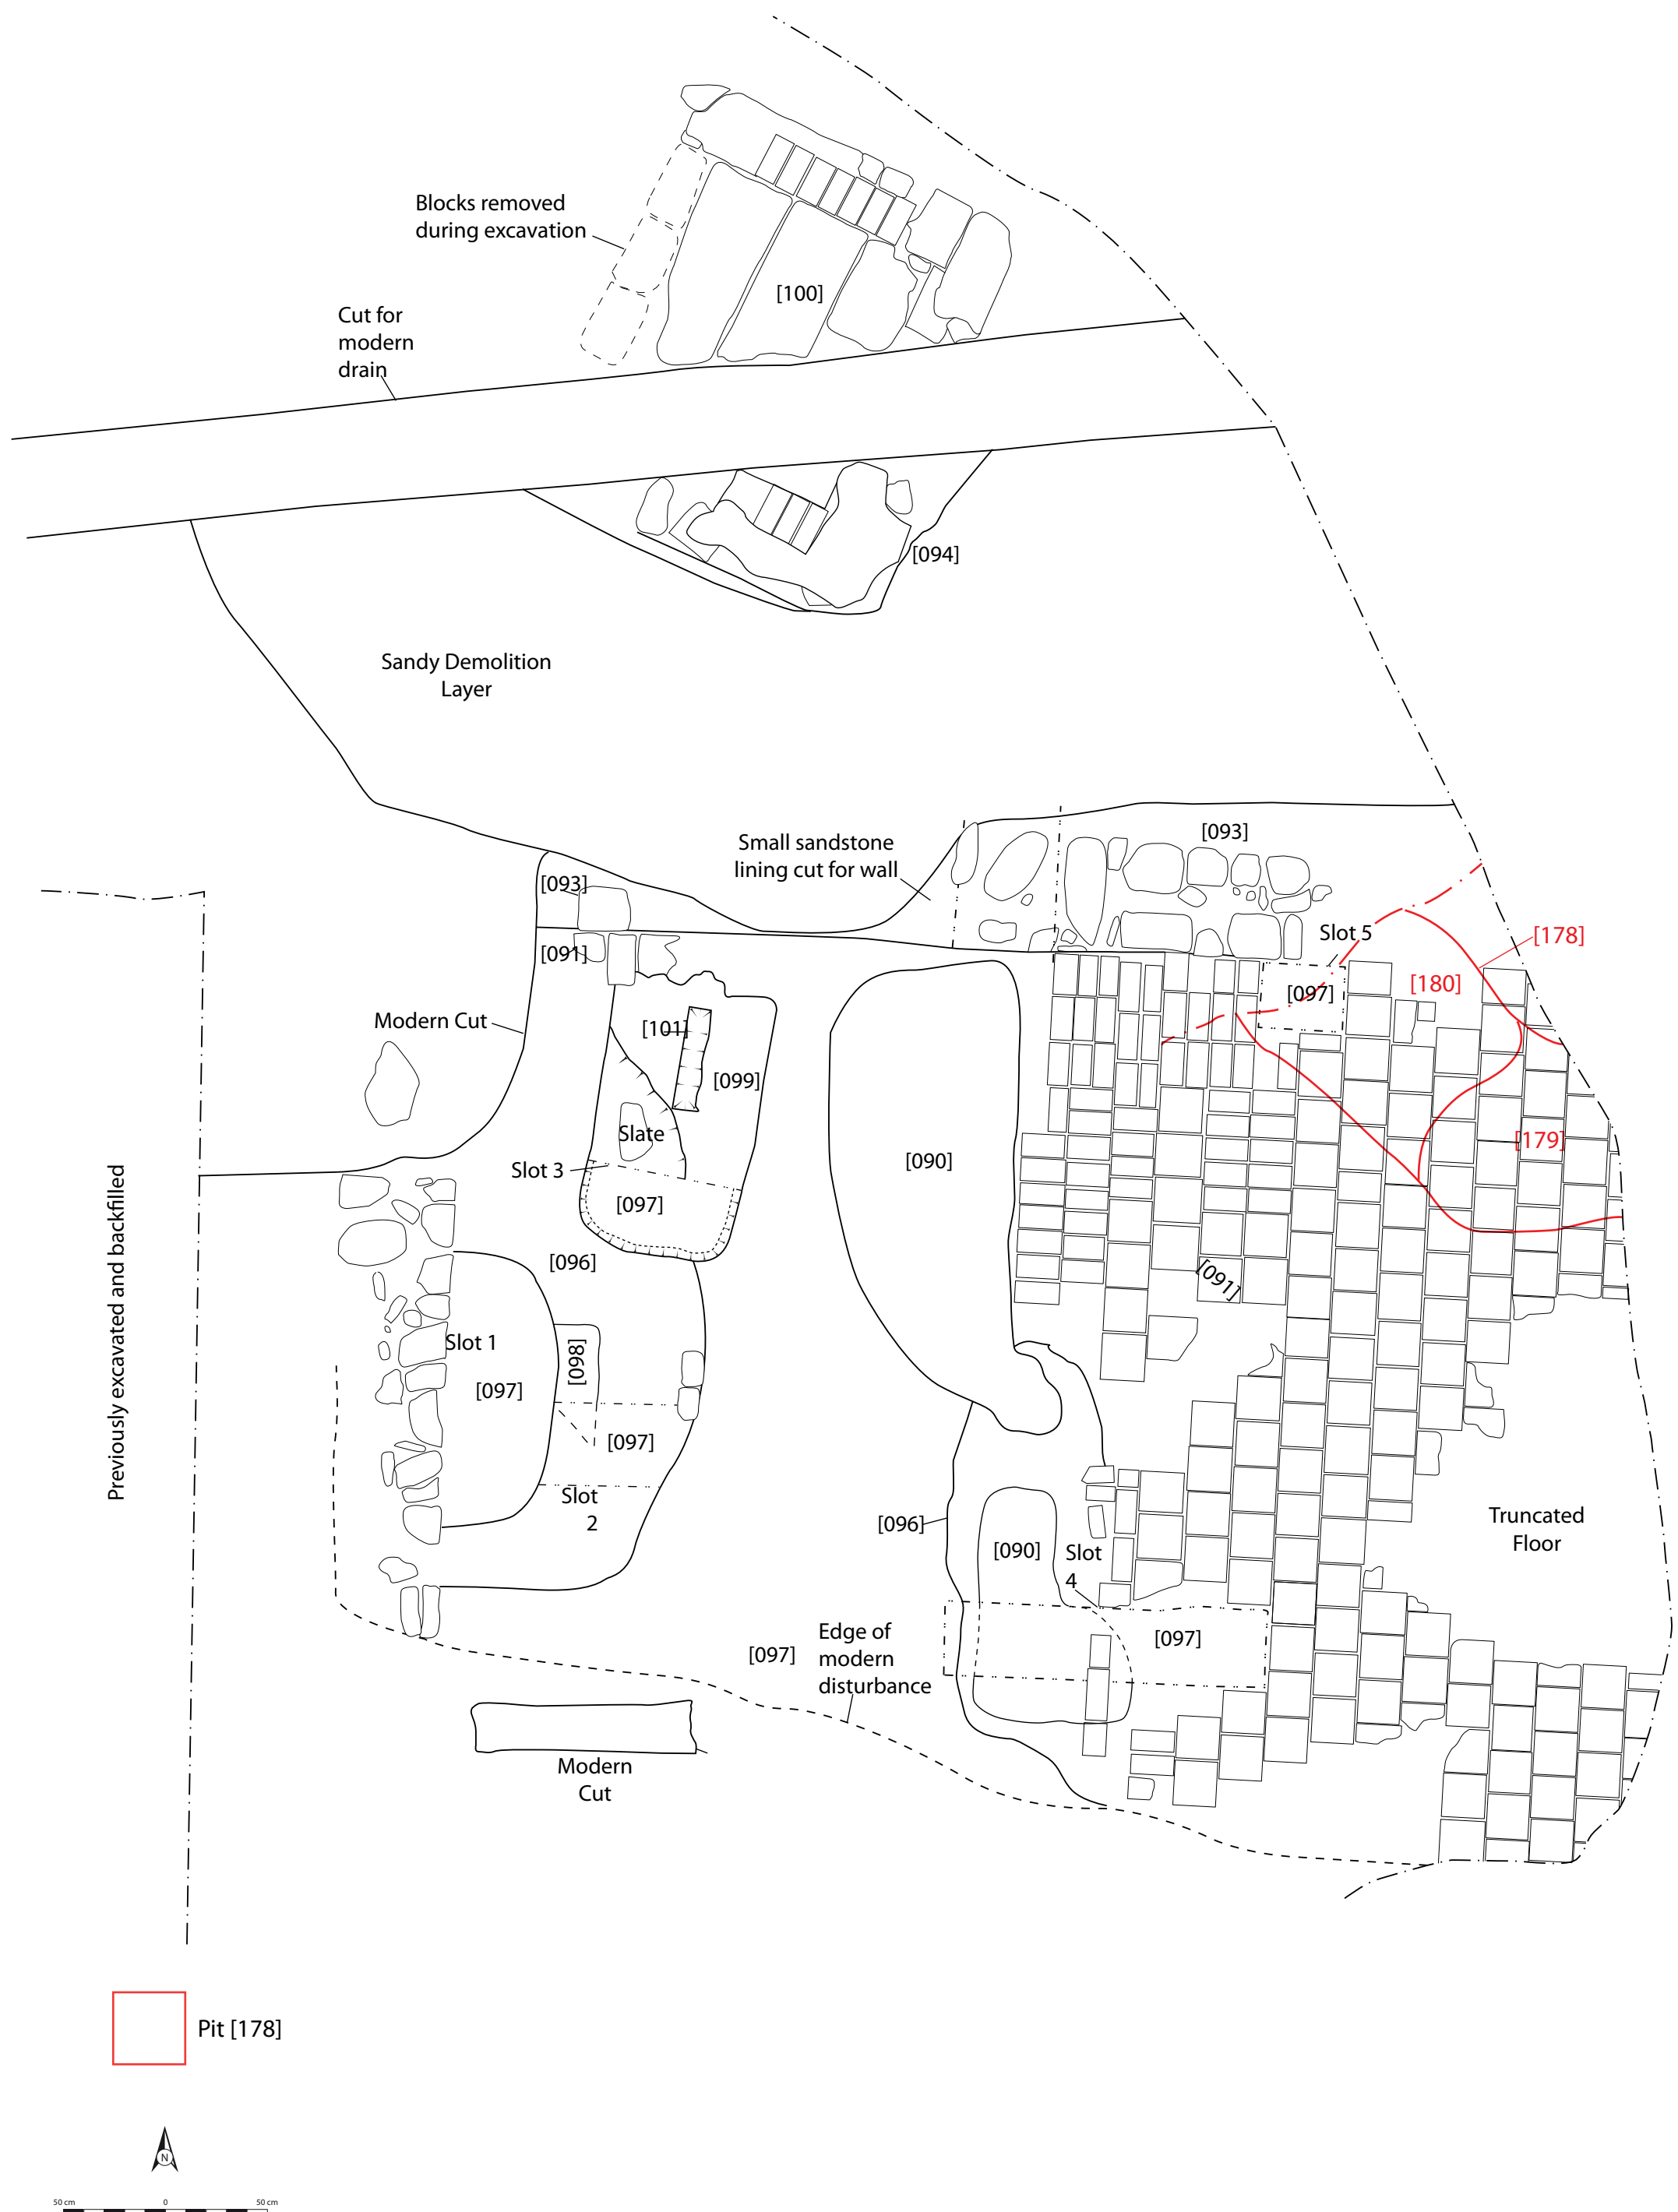 Blocks removed
during excavation
[100]
Cut for
modern
drain
[094]
Sandy Demolition
Layer
Small sandstone
lining cut for wall
[093]
[093]
[091]
Slot 5
[178]
[180]
[097]
Modern Cut
[101]
[099]
Slate
[179]
[090]
Slot 3
[097]
Previously excavated and backfilled
[096]
[091]
Slot 1
[098]
[097]
[097]
Slot
2
[096]
[090]
Slot
4
Truncated
Floor
[097]
Edge of
modern
disturbance
[097]
Modern
Cut
Pit [178]
N
50 cm
0
50 cm